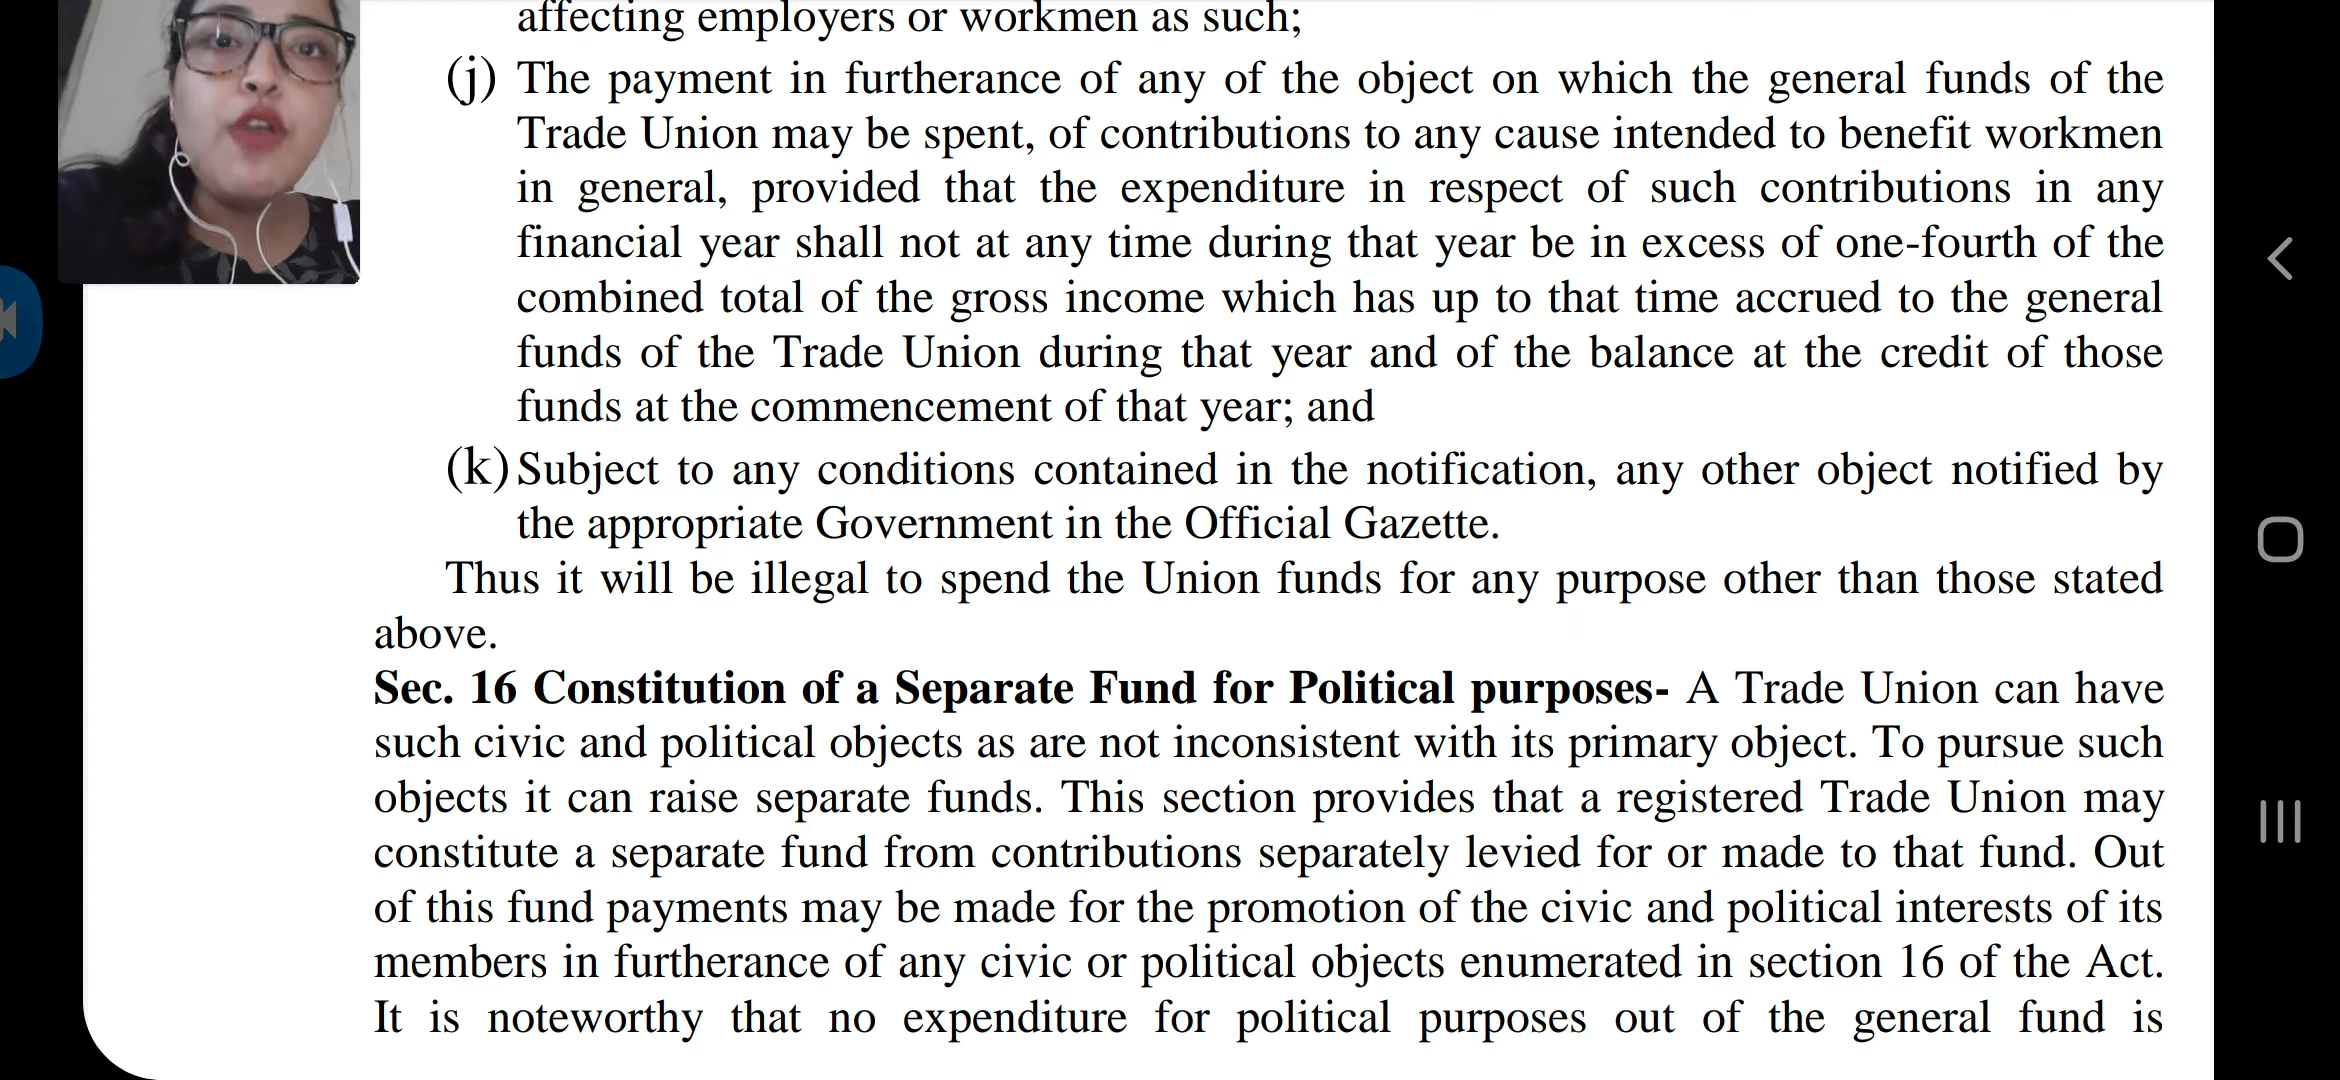 affecting employers or workmen as such;
(j) The payment in furtherance of any of the object on which the general funds of the
Trade Union may be spent, of contributions to any cause intended to benefit workmen
in general, provided that the expenditure in respect of such contributions in any
financial year shall not at any time during that year be in excess of one-fourth of the
combined total of the gross income which has up to that time accrued to the general
funds of the Trade Union during that year and of the balance at the credit of those
funds at the commencement of that year; and
(k) Subject to any conditions contained in the notification, any other object notified by
the appropriate Government in the Official Gazette.
Thus it will be illegal to spend the Union funds for any purpose other than those stated
above.
Sec. 16 Constitution of a Separate Fund for Political purposes- A Trade Union can have
such civic and political objects as are not inconsistent with its primary object. To pursue such
objects it can raise separate funds. This section provides that a registered Trade Union may
constitute a separate fund from contributions separately levied for or made to that fund. Out
of this fund payments may be made for the promotion of the civic and political interests of its
members in furtherance of any civic or political objects enumerated in section 16 of the Act.
It is noteworthy that no expenditure for political purposes out of the general fund is